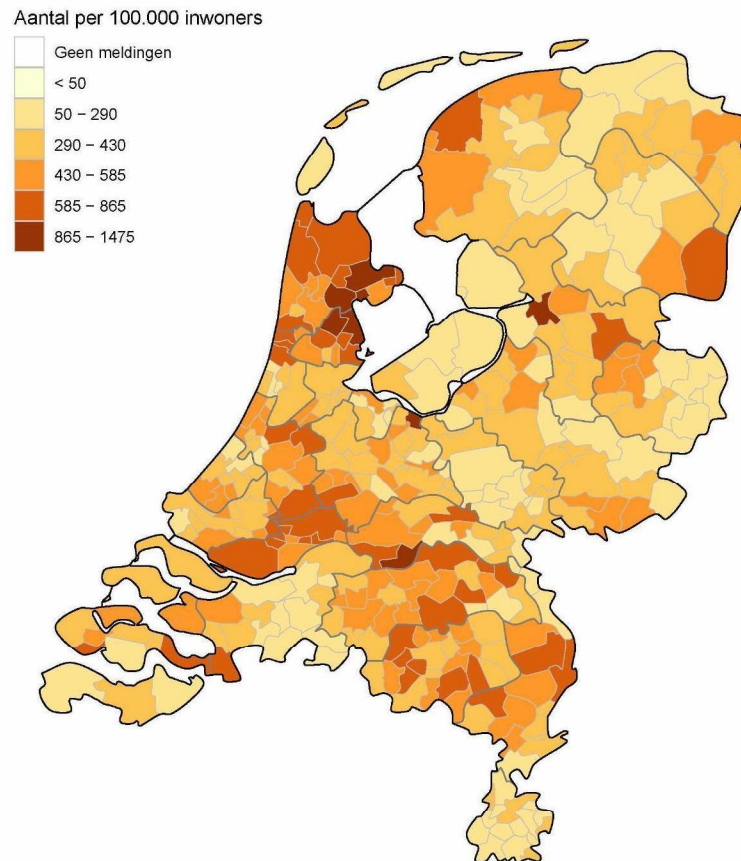 Aantal per 100.000 inwoners
Geen meldingen
< 50
50 − 290
290 − 430
430 − 585
585 − 865
865 − 1475